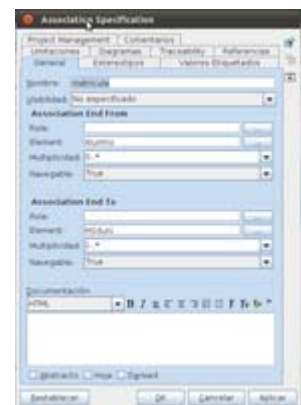 Association Specification
Project Management Comentarios
Limitaciones Diagramas Traceability Referencias
General Estereotipos Valores Etiquetados
Nombre: matricula
Visibilidad: No especificado
Association End From
Role:
Element: Alumno
Multiplicidad: 1..*
Navegable: True
Association End To
Role:
Element: Módulo
Multiplicidad:
Navegable: True
Documentación
HTML B I
Abstracto Hoja Derived
Restablecer OK Cancelar Aplicar